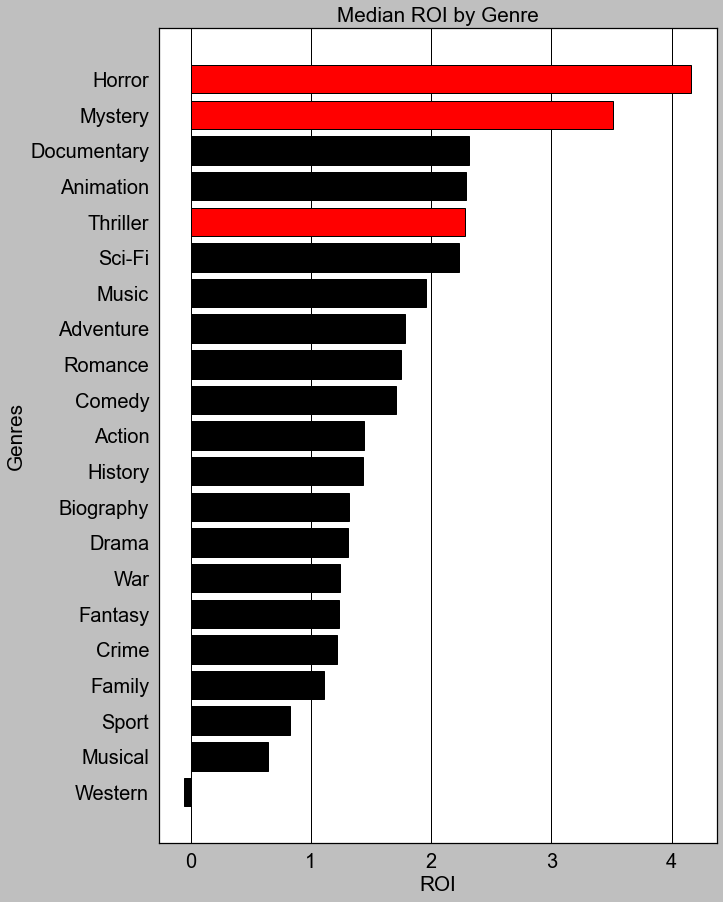 Median ROI by Genre
Horror
Mystery
Documentary
Animation
Thriller
Sci-Fi
Music
Adventure
Romance
Comedy
Action
History
Biography
Drama
War
Fantasy
Crime
Family
Sport
Musical
Western
Genres
0 1 2 3 4
ROI